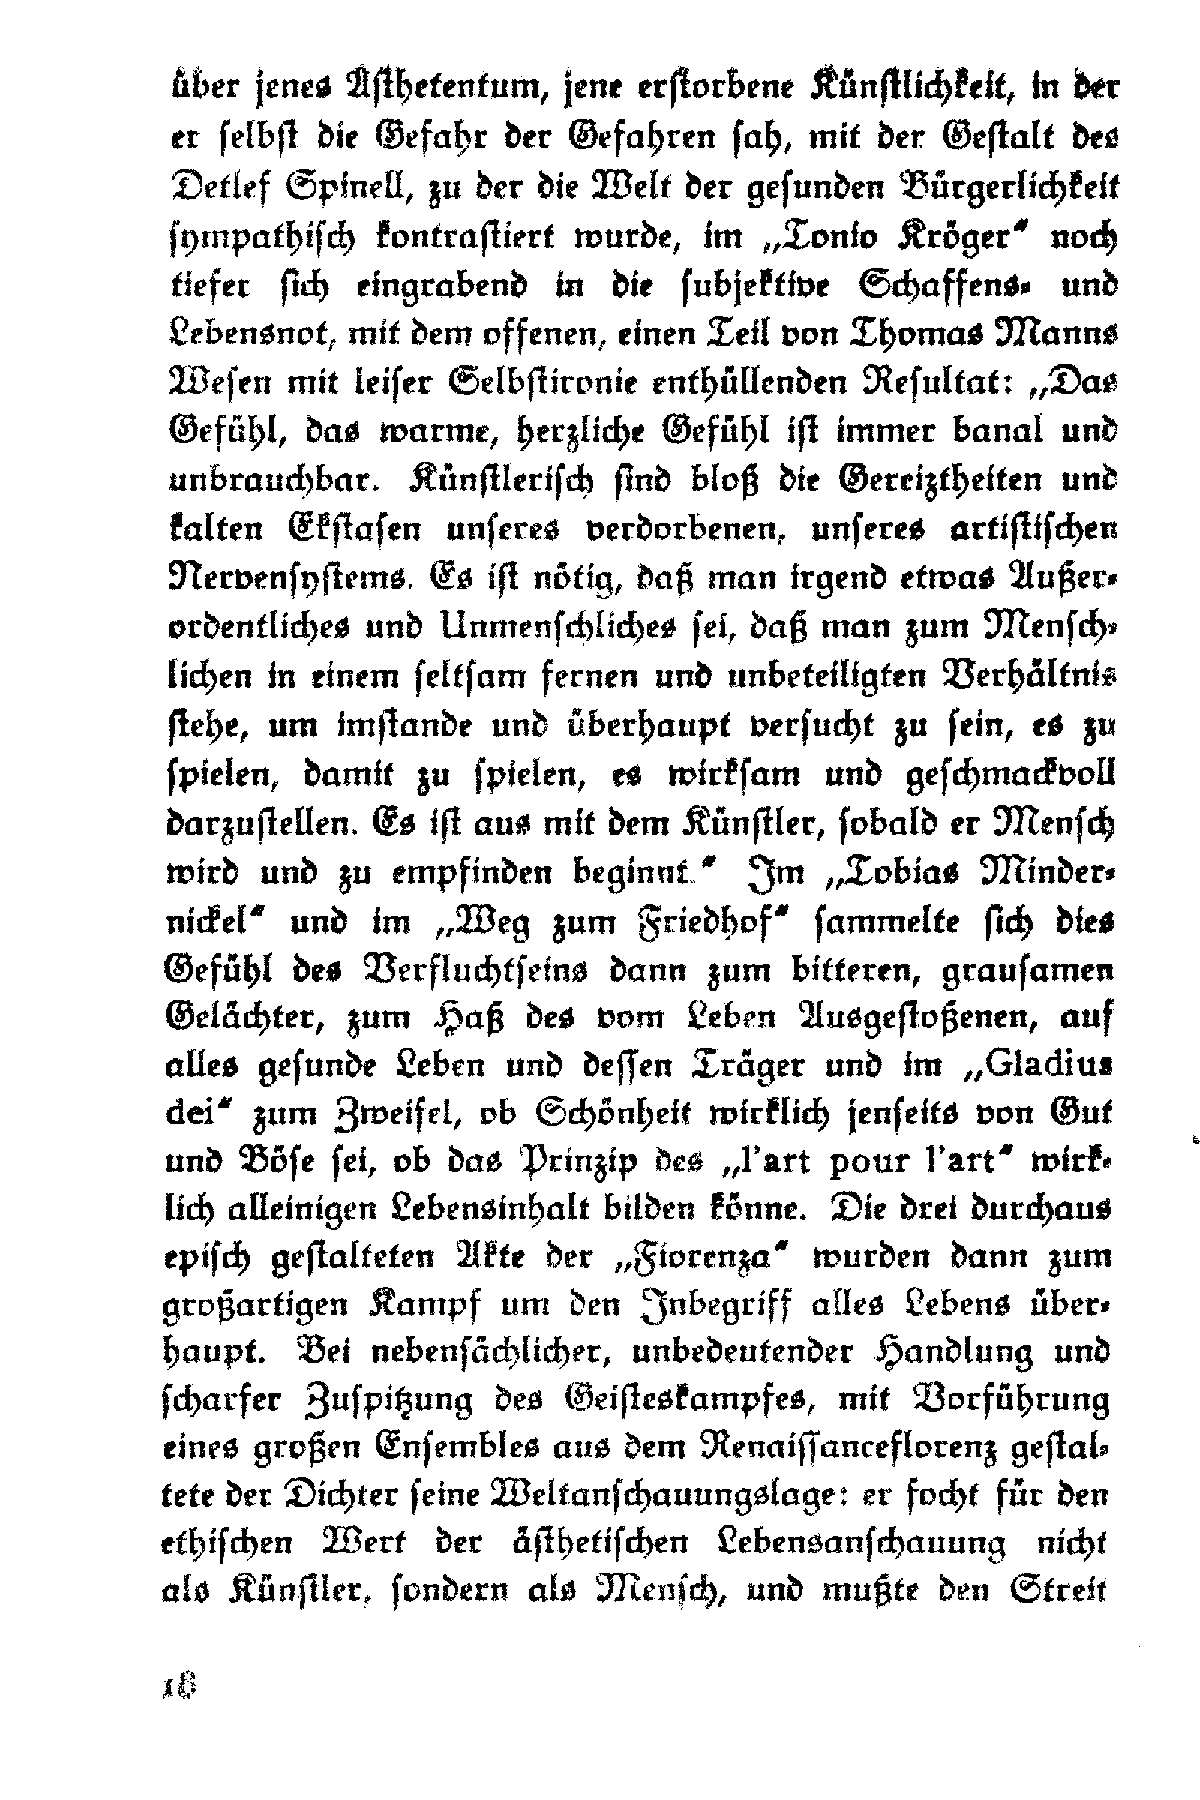 über jenes Ästhetentum, jene erstorbene Künstlichkeit, in der
er selbst die Gefahr der Gefahren sah, mit der Gestalt des
Detlef Spinell, zu der die Welt der gesunden Bürgerlichkeit
sympathisch kontrastiert wurde, im „Tonio Kröger“ noch
tiefer sich eingrabend in die subjektive Schaffens-​ und
Lebensnot, mit dem offenen, einen Teil von Thomas Manns
Wesen mit leiser Selbstironie enthüllenden Resultat: „Das
Gefühl, das warme, herzliche Gefühl ist immer banal und
unbrauchbar. Künstlerisch sind bloß die Gereiztheiten und
kalten Ekstasen unseres verdorbenen, unseres artistischen
Nervensystems. Es ist nötig, daß man irgend etwas Außer-
ordentliches und Unmenschliches sei, daß man zum Mensch-
lichen in einem seltsam fernen und unbeteiligten Verhältnis
stehe, um imstande und überhaupt versucht zu sein, es zu
spielen, damit zu spielen, es wirksam und geschmackvoll
darzustellen. Es ist aus mit dem Künstler, sobald er Mensch
wird und zu empfinden beginnt.“ Im „Tobias Minder-
nickel“ und im „Weg zum Friedhof“ sammelte sich dies
Gefühl des Verfluchtseins dann zum bitteren, grausamen
Gelächter, zum Haß des vom Leben Ausgestoßenen, auf
alles gesunde Leben und dessen Träger und im „Gladius
dei“ zum Zweifel, ob Schönheit wirklich jenseits von Gut
und Böse sei, ob das Prinzip des „l'art pour l'art“ wirk-
lich alleinigen Lebensinhalt bilden könne. Die drei durchaus
episch gestalteten Akte der „Fiorenza“ wurden dann zum
großartigen Kampf um den Inbegriff alles Lebens über-
haupt. Bei nebensächlicher, unbedeutender Handlung und
scharfer Zuspitzung des Geisteskampfes, mit Vorführung
eines großen Ensembles aus dem Renaissanceflorenz gestal-
tete der Dichter seine Weltanschauungslage: er focht für den
ethischen Wert der ästhetischen Lebensanschauung nicht
als Künstler, sondern als Mensch, und mußte den Streit
18